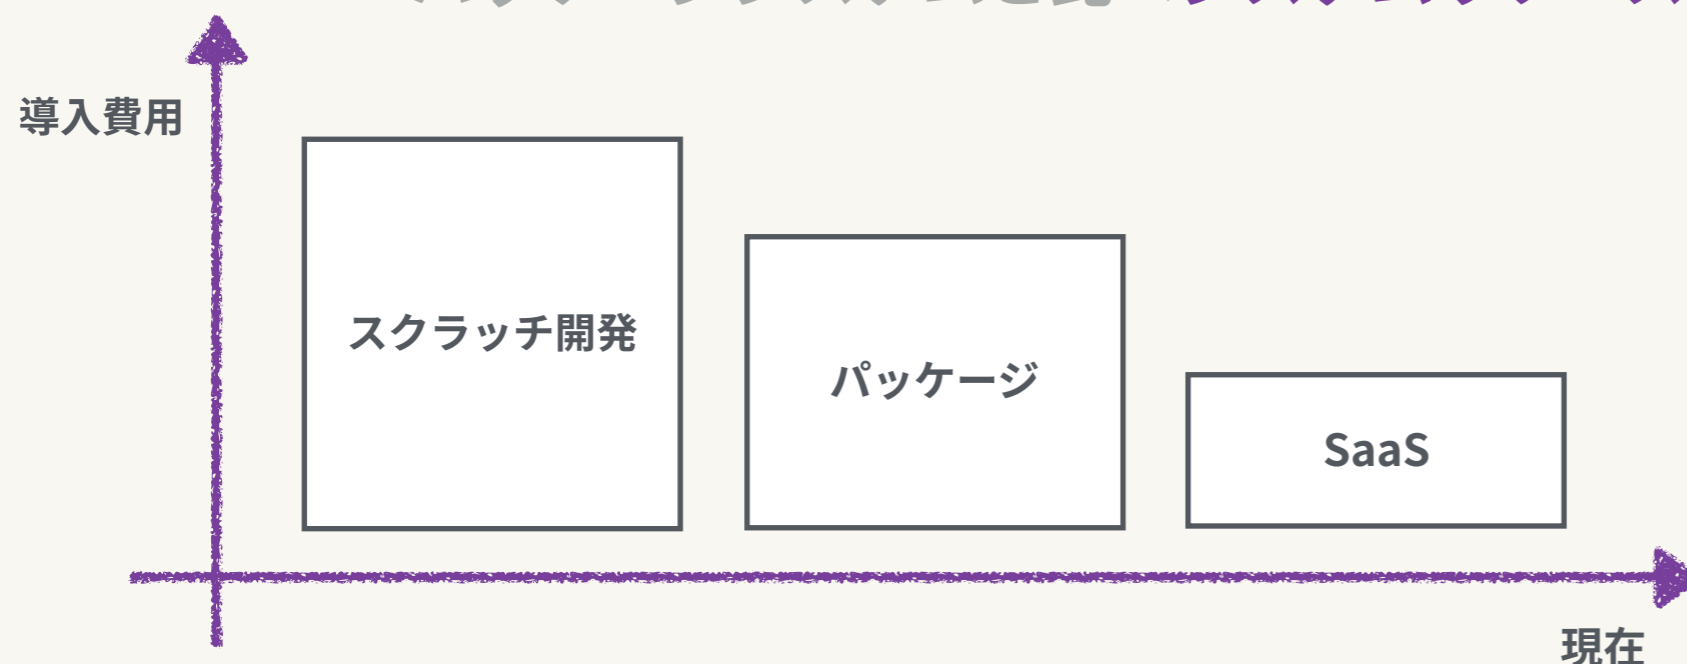 導入費用
スクラッチ開発
パッケージ
SaaS
現在